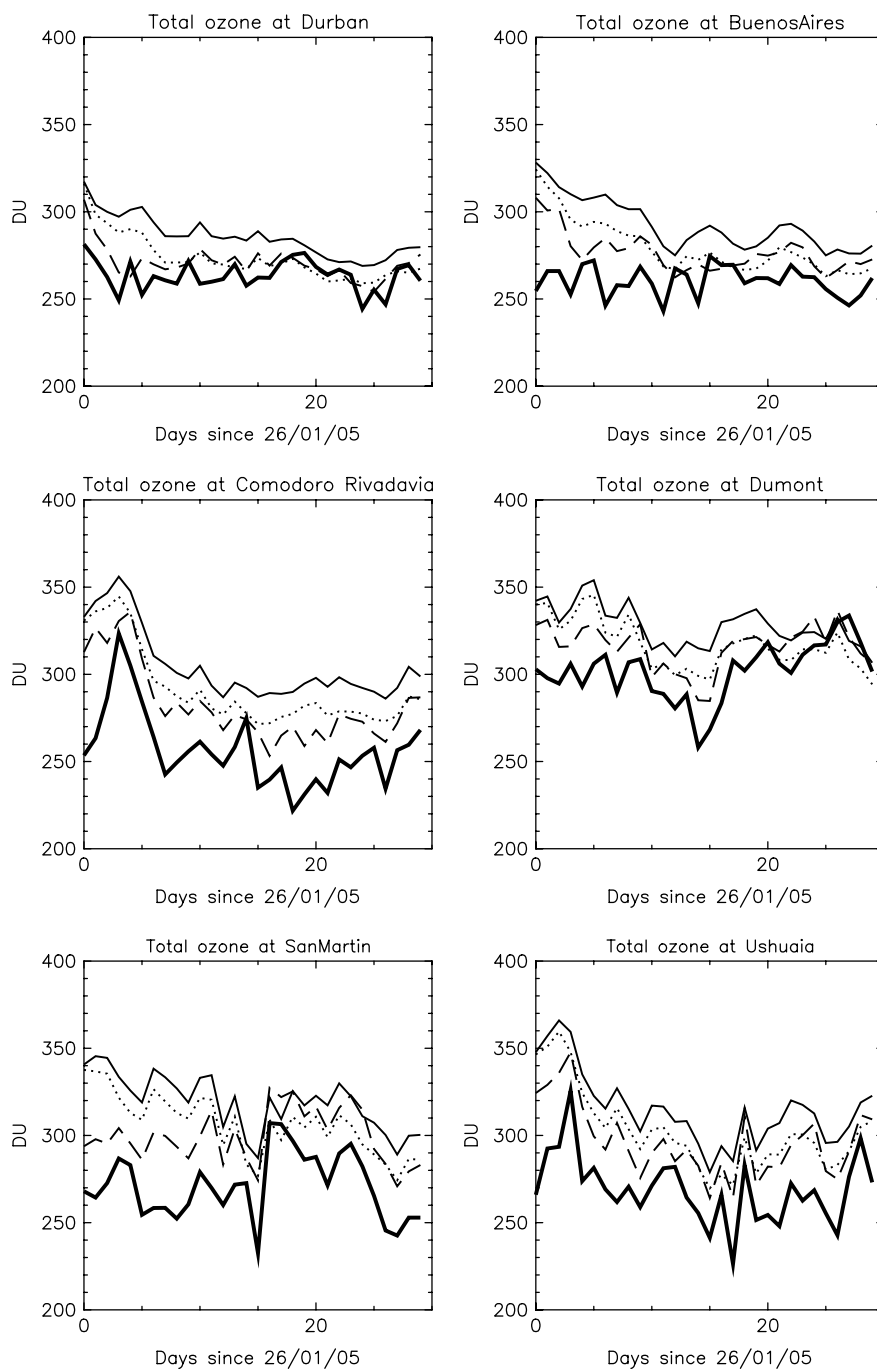 Total ozone at Durban
400
350
300
250
200
DU
0
20
Days since 26/01/05
Total ozone at BuenosAires
400
350
300
250
200
DU
0
20
Days since 26/01/05
Total ozone at Comodoro Rivadavia
400
350
300
250
200
DU
0
20
Days since 26/01/05
Total ozone at Dumont
400
350
300
250
200
DU
0
20
Days since 26/01/05
Total ozone at SanMartin
400
350
300
250
200
DU
0
20
Days since 26/01/05
Total ozone at Ushuaia
400
350
300
250
200
DU
0
20
Days since 26/01/05